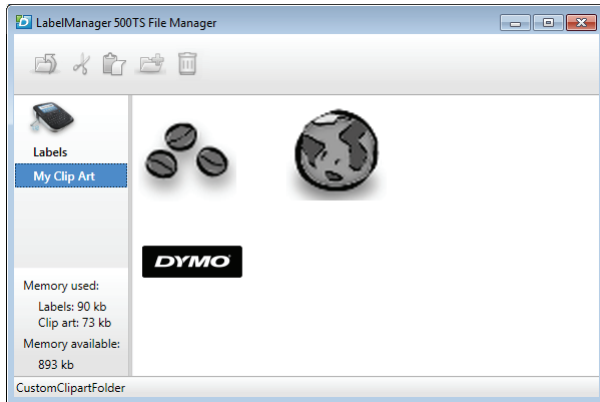 LabelManager 500TS File Manager
Labels
My Clip Art
DYMO
Memory used:
Labels: 90 kb
Clip art: 73 kb
Memory available:
893 kb
CustomClipartFolder